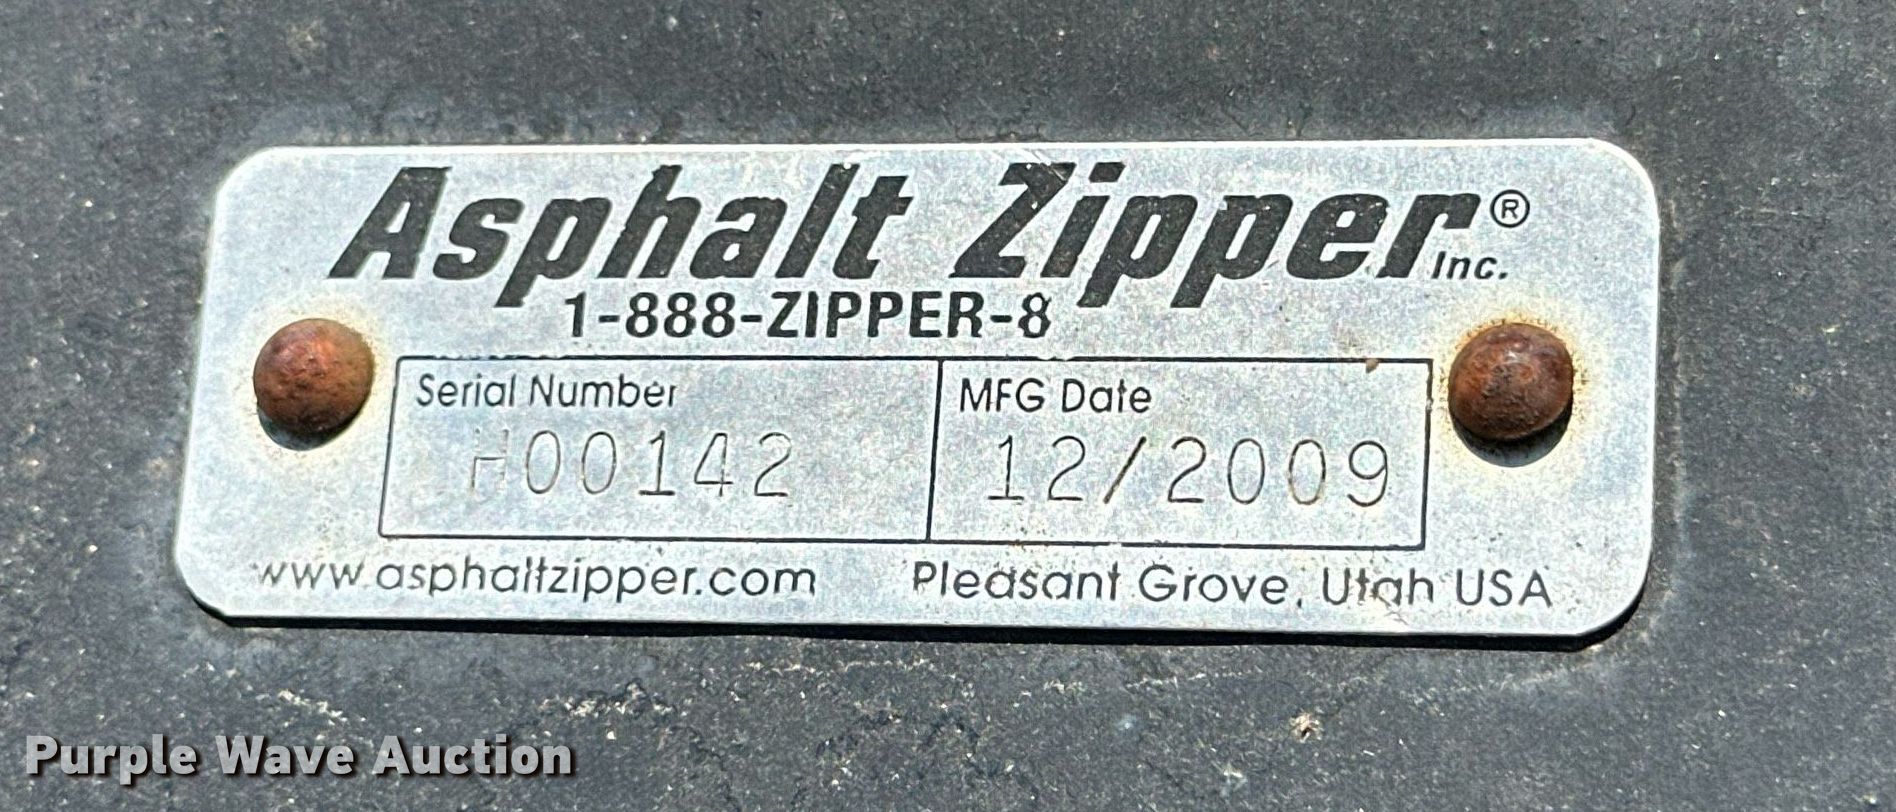 Asphalt Zipper® Inc.
1-888-ZIPPER-8
Serial Number
H00142
MFG Date
12/2009
www.asphaltzipper.com
Pleasant Grove, Utah USA
Purple Wave Auction